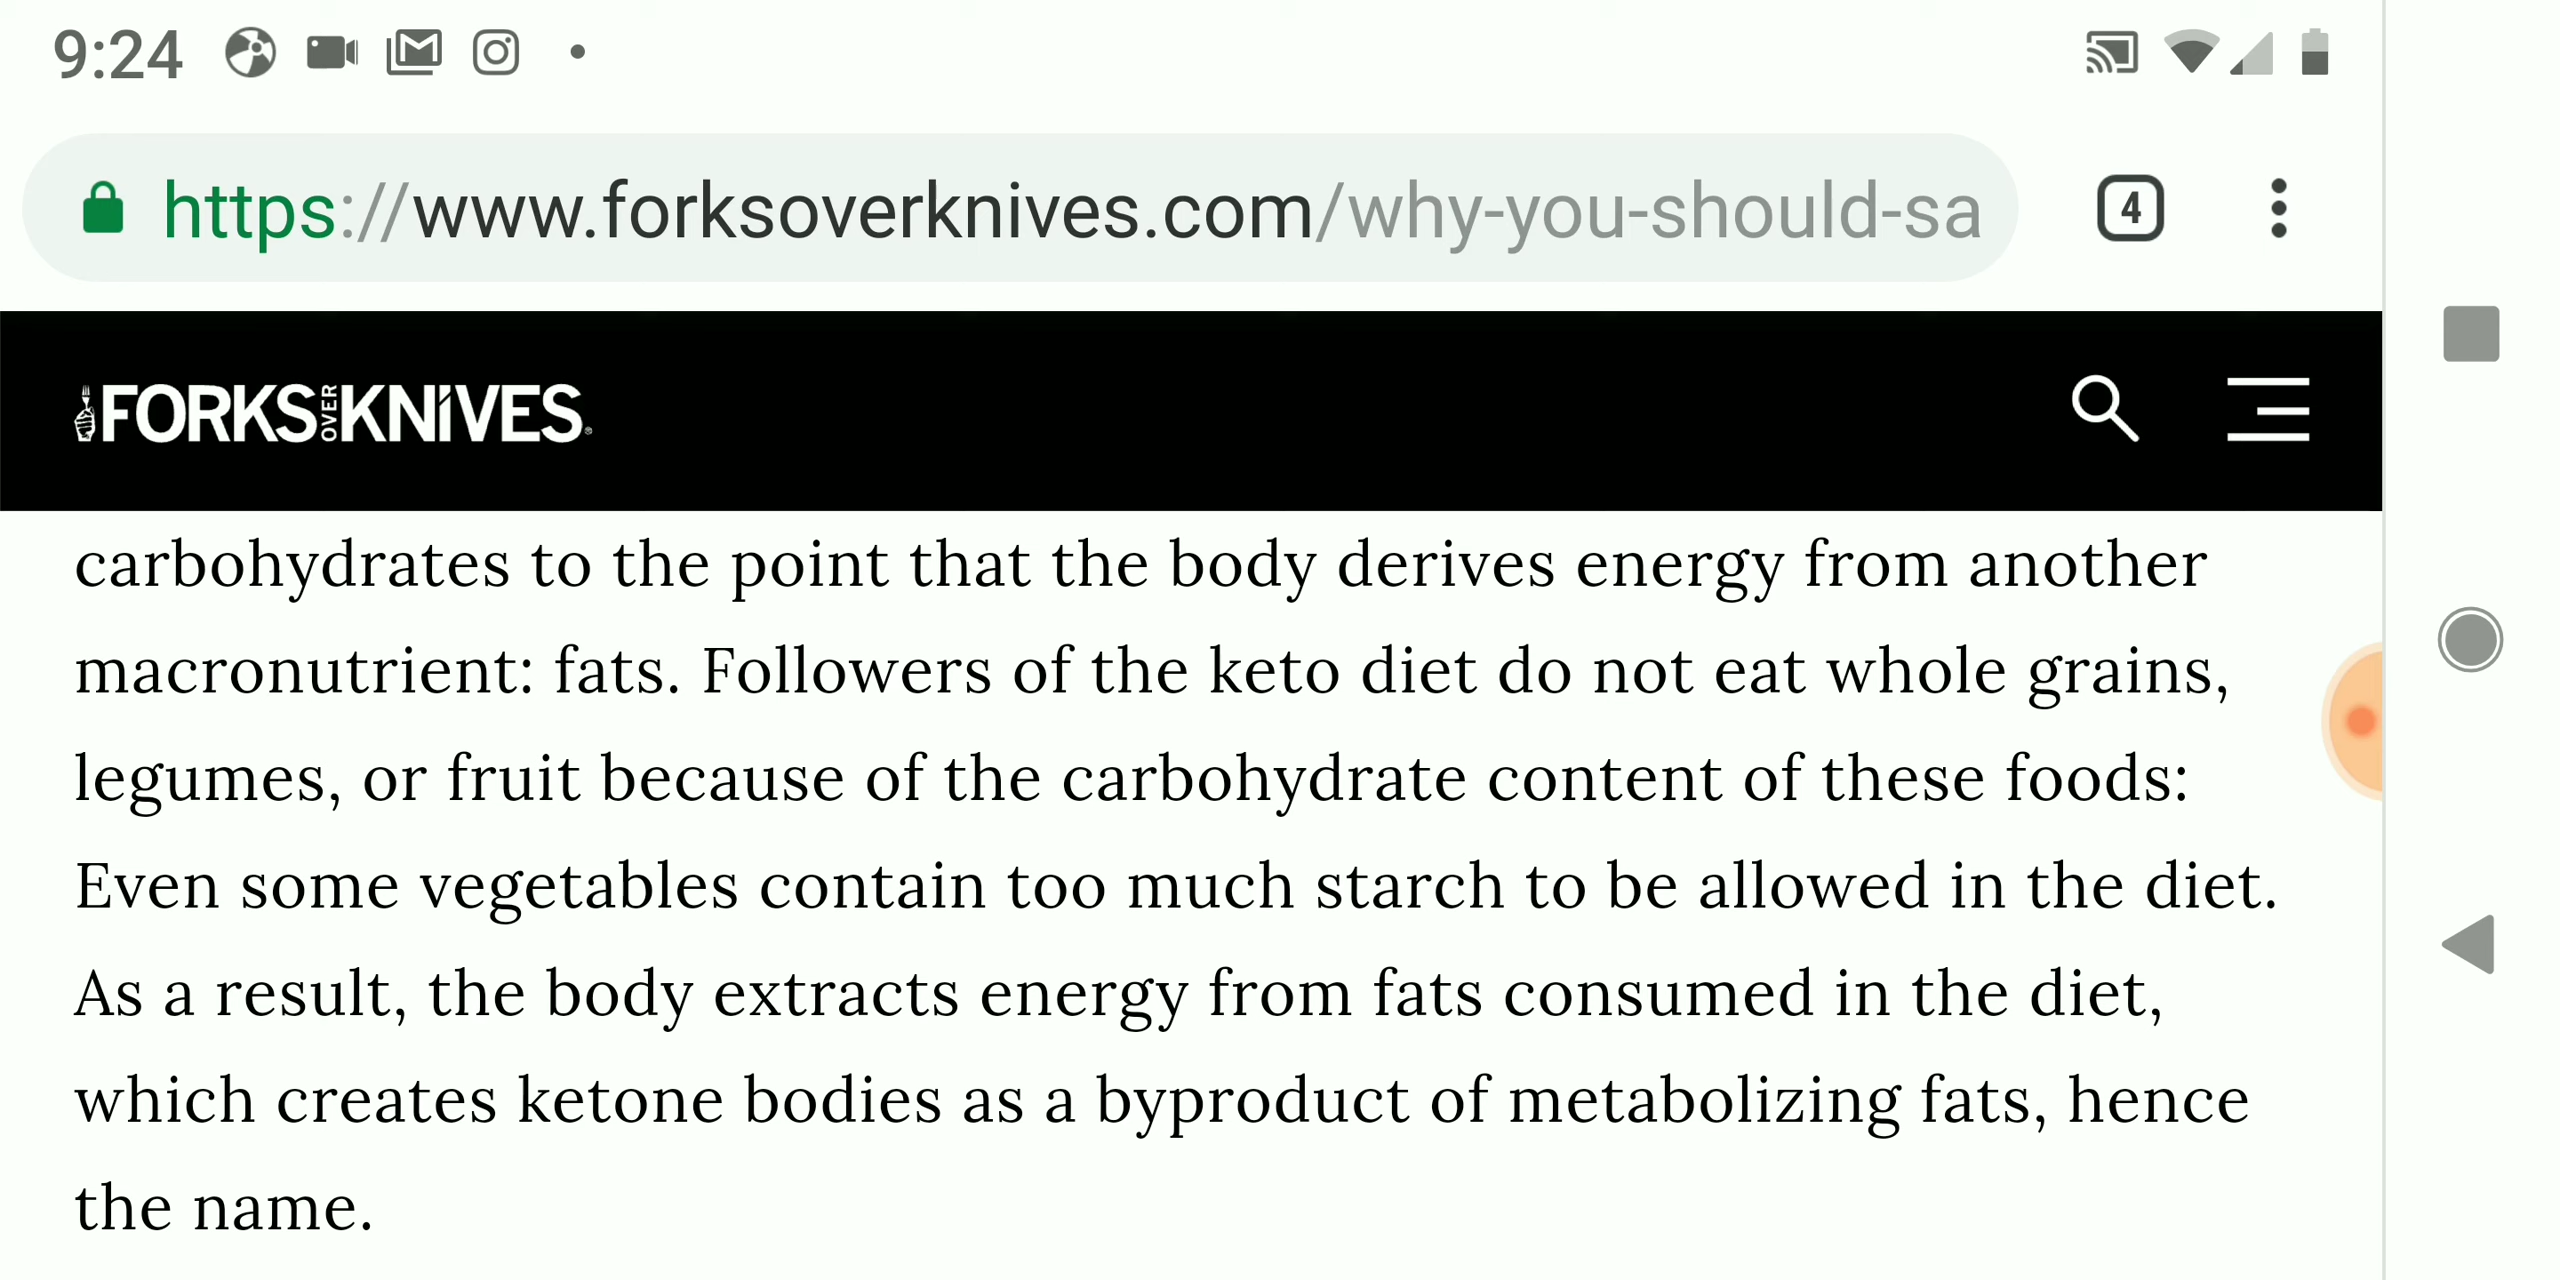 9:24
https://www.forksoverknives.com/why-you-should-sa
4
FORKS OVER KNIVES
carbohydrates to the point that the body derives energy from another
macronutrient: fats. Followers of the keto diet do not eat whole grains,
legumes, or fruit because of the carbohydrate content of these foods:
Even some vegetables contain too much starch to be allowed in the diet.
As a result, the body extracts energy from fats consumed in the diet,
which creates ketone bodies as a byproduct of metabolizing fats, hence
the name.